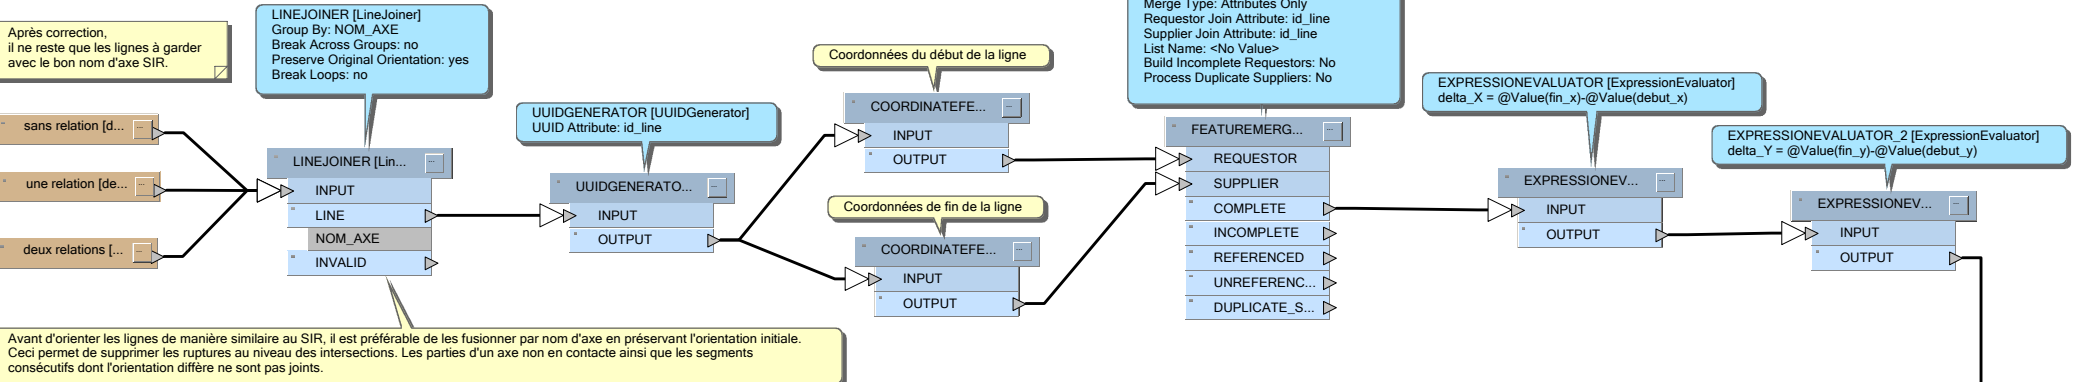 Après correction,
il ne reste que les lignes à garder
avec le bon nom d'axe SIR.
sans relation [d...
une relation [de...
deux relations [...
LINEJOINER [LineJoiner]
Group By: NOM_AXE
Break Across Groups: no
Preserve Original Orientation: yes
Break Loops: no
LINEJOINER [Lin...
INPUT
LINE
NOM_AXE
INVALID
Avant d'orienter les lignes de manière similaire au SIR, il est préférable de les fusionner par nom d'axe en préservant l'orientation initiale.
Ceci permet de supprimer les ruptures au niveau des intersections. Les parties d'un axe non en contacte ainsi que les segments
consécutifs dont l'orientation diffère ne sont pas joints.
UUIDGENERATOR [UUIDGenerator]
UUID Attribute: id_line
UUIDGENERATO...
INPUT
OUTPUT
Coordonnées du début de la ligne
COORDINATEFE...
INPUT
OUTPUT
Coordonnées de fin de la ligne
COORDINATEFE...
INPUT
OUTPUT
Merge Type: Attributes Only
Requestor Join Attribute: id_line
Supplier Join Attribute: id_line
List Name: <No Value>
Build Incomplete Requestors: No
Process Duplicate Suppliers: No
FEATUREMERG...
REQUESTOR
SUPPLIER
COMPLETE
INCOMPLETE
REFERENCED
UNREFERENC...
DUPLICATE_S...
EXPRESSIONEVALUATOR [ExpressionEvaluator]
delta_X = @Value(fin_x)-@Value(debut_x)
EXPRESSIONEV...
INPUT
OUTPUT
EXPRESSIONEVALUATOR_2 [ExpressionEvaluator]
delta_Y = @Value(fin_y)-@Value(debut_y)
EXPRESSIONEV...
INPUT
OUTPUT